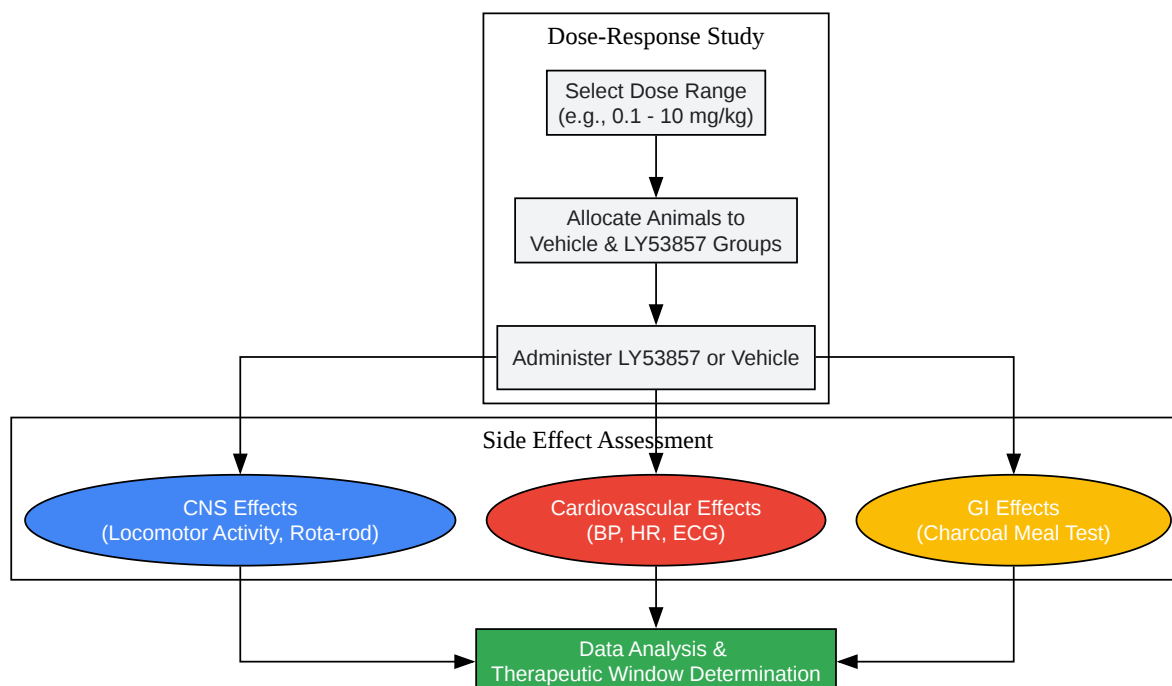 Dose-Response Study
Select Dose Range
(e.g., 0.1 - 10 mg/kg)
Allocate Animals to
Vehicle & LY53857 Groups
Administer LY53857 or Vehicle
Side Effect Assessment
CNS Effects
(Locomotor Activity, Rota-rod)
Cardiovascular Effects
(BP, HR, ECG)
GI Effects
(Charcoal Meal Test)
Data Analysis &
Therapeutic Window Determination